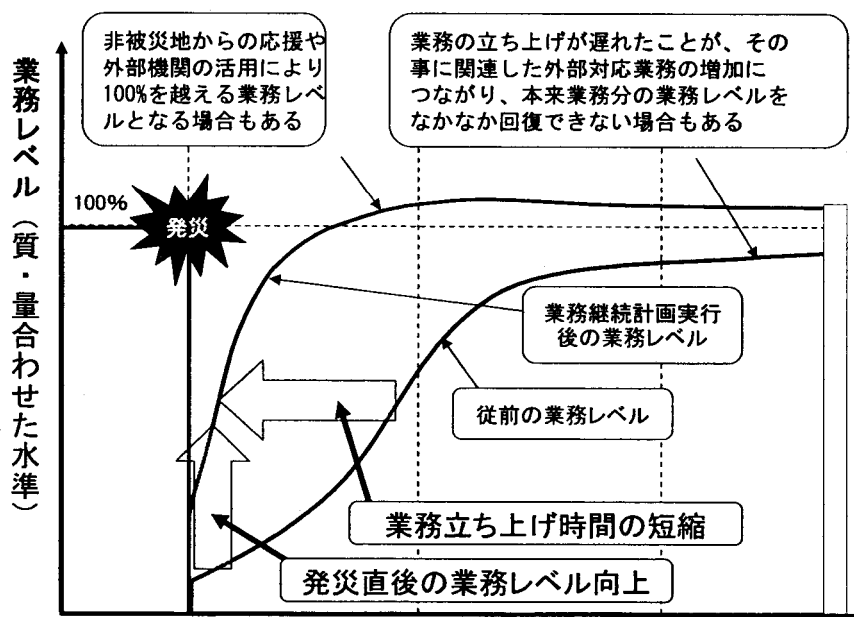 非被災地からの応援や
外部機関の活用により
100%を越える業務レベ
ルとなる場合もある
業務の立ち上げが遅れたことが、その
事に関連した外部対応業務の増加に
つながり、本来業務分の業務レベルを
なかなか回復できない場合もある
業務レベル（質・量合わせた水準）
100%
発災
業務継続計画実行
後の業務レベル
従前の業務レベル
業務立ち上げ時間の短縮
発災直後の業務レベル向上